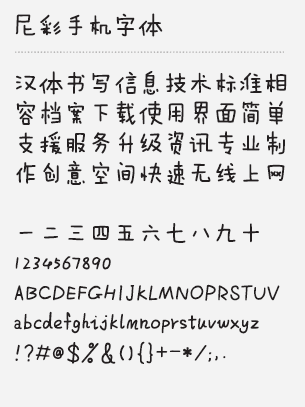 尼彩手机字体
汉体书写信息技术标准相
容档案下载使用界面简单
支援服务升级资讯专业制
作创意空间快速无线上网
一二三四五六七八九十
1234567890
ABCDEFGHIJKLMNOPRSTUV
abcdefghijklmnopqrstuvwxyz
!?#@$%&(){}+-*/;,.